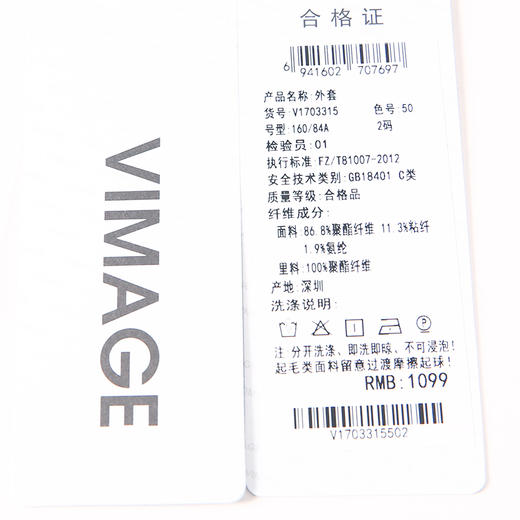 VIMAGE
合格证
6 941602 707697
产品名称:外套
货号:V1703315 色号:50
号型:160/84A 2码
检验员:01
执行标准:FZ/T81007-2012
安全技术类别:GB18401 C类
质量等级:合格品
纤维成分:
面料 86.8%聚酯纤维 11.3%粘纤
1.9%氨纶
里料:100%聚酯纤维
产地:深圳
洗涤说明:
注:分开洗涤、即洗即晾、不可浸泡!
起毛类面料留意过渡摩擦起球!
RMB:1099
V1703315502